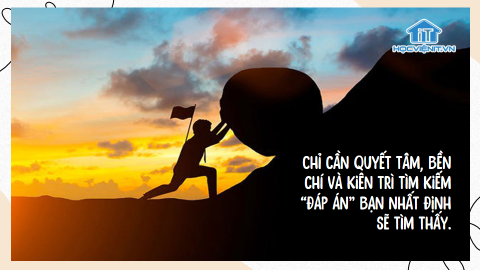 IT
HOCVIENIT.VN
CHỈ CẦN QUYẾT TÂM, BỀN
CHÍ VÀ KIÊN TRÌ TÌM KIẾM
“ĐÁP ÁN” BẠN NHẤT ĐỊNH
SẼ TÌM THẤY.